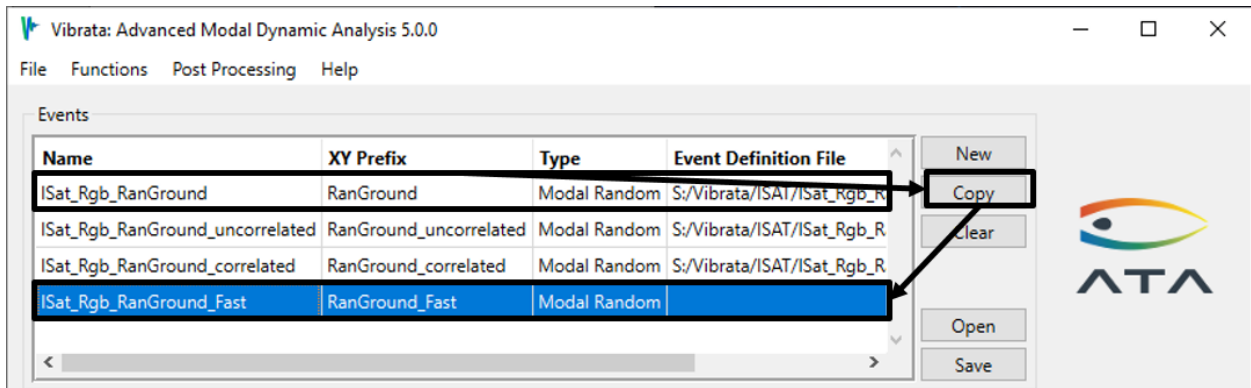 Vibrata: Advanced Modal Dynamic Analysis 5.0.0
File Functions Post Processing Help
Events
Name XY Prefix Type Event Definition File New
ISat_Rgb_RanGround RanGround Modal Random S:/Vibrata/ISAT/ISat_Rgb_R Copy
ISat_Rgb_RanGround_uncorrelated RanGround_uncorrelated Modal Random S:/Vibrata/ISAT/ISat_Rgb_R Clear
ISat_Rgb_RanGround_correlated RanGround_correlated Modal Random S:/Vibrata/ISAT/ISat_Rgb_R
ISat_Rgb_RanGround_Fast RanGround_Fast Modal Random
Open
Save
ATA